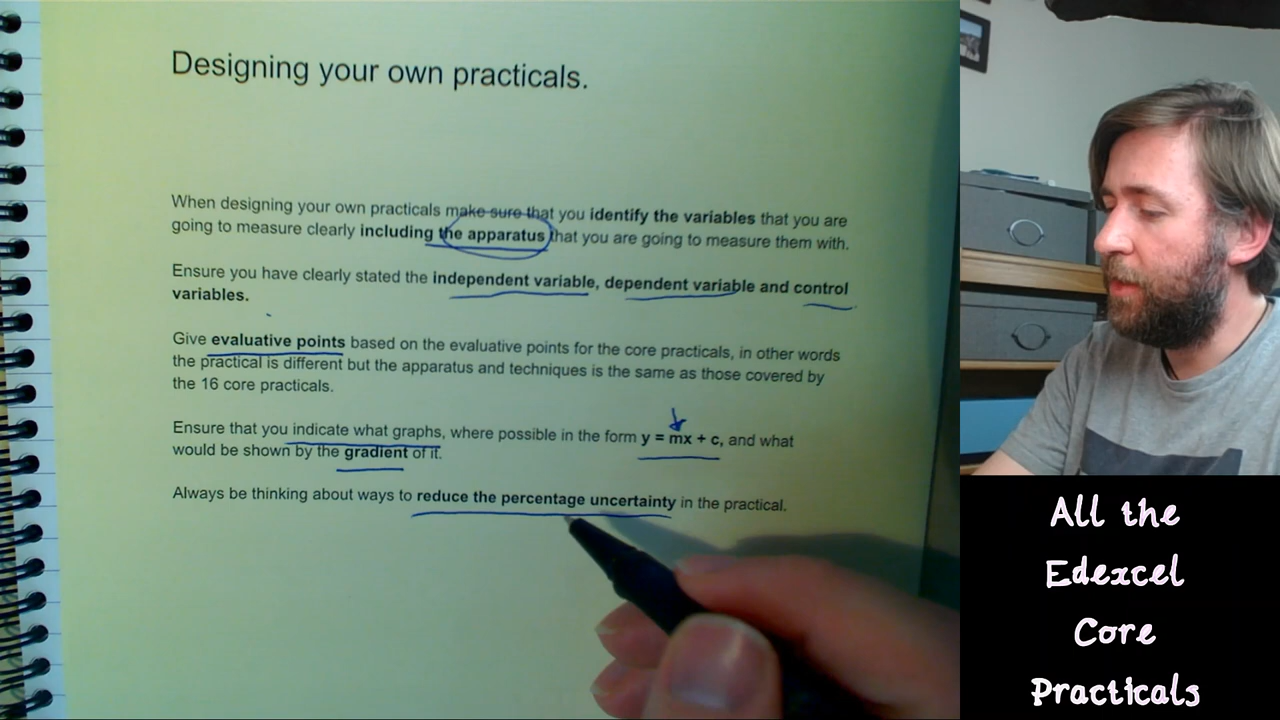 Designing your own practicals.
When designing your own practicals make sure that you identify the variables that you are
going to measure clearly including the apparatus that you are going to measure them with.
Ensure you have clearly stated the independent variable, dependent variable and control
variables.
Give evaluative points based on the evaluative points for the core practicals, in other words
the practical is different but the apparatus and techniques is the same as those covered by
the 16 core practicals.
Ensure that you indicate what graphs, where possible in the form y = mx + c, and what
would be shown by the gradient of it.
Always be thinking about ways to reduce the percentage uncertainty in the practical.
All the
Edexcel
Core
Practicals